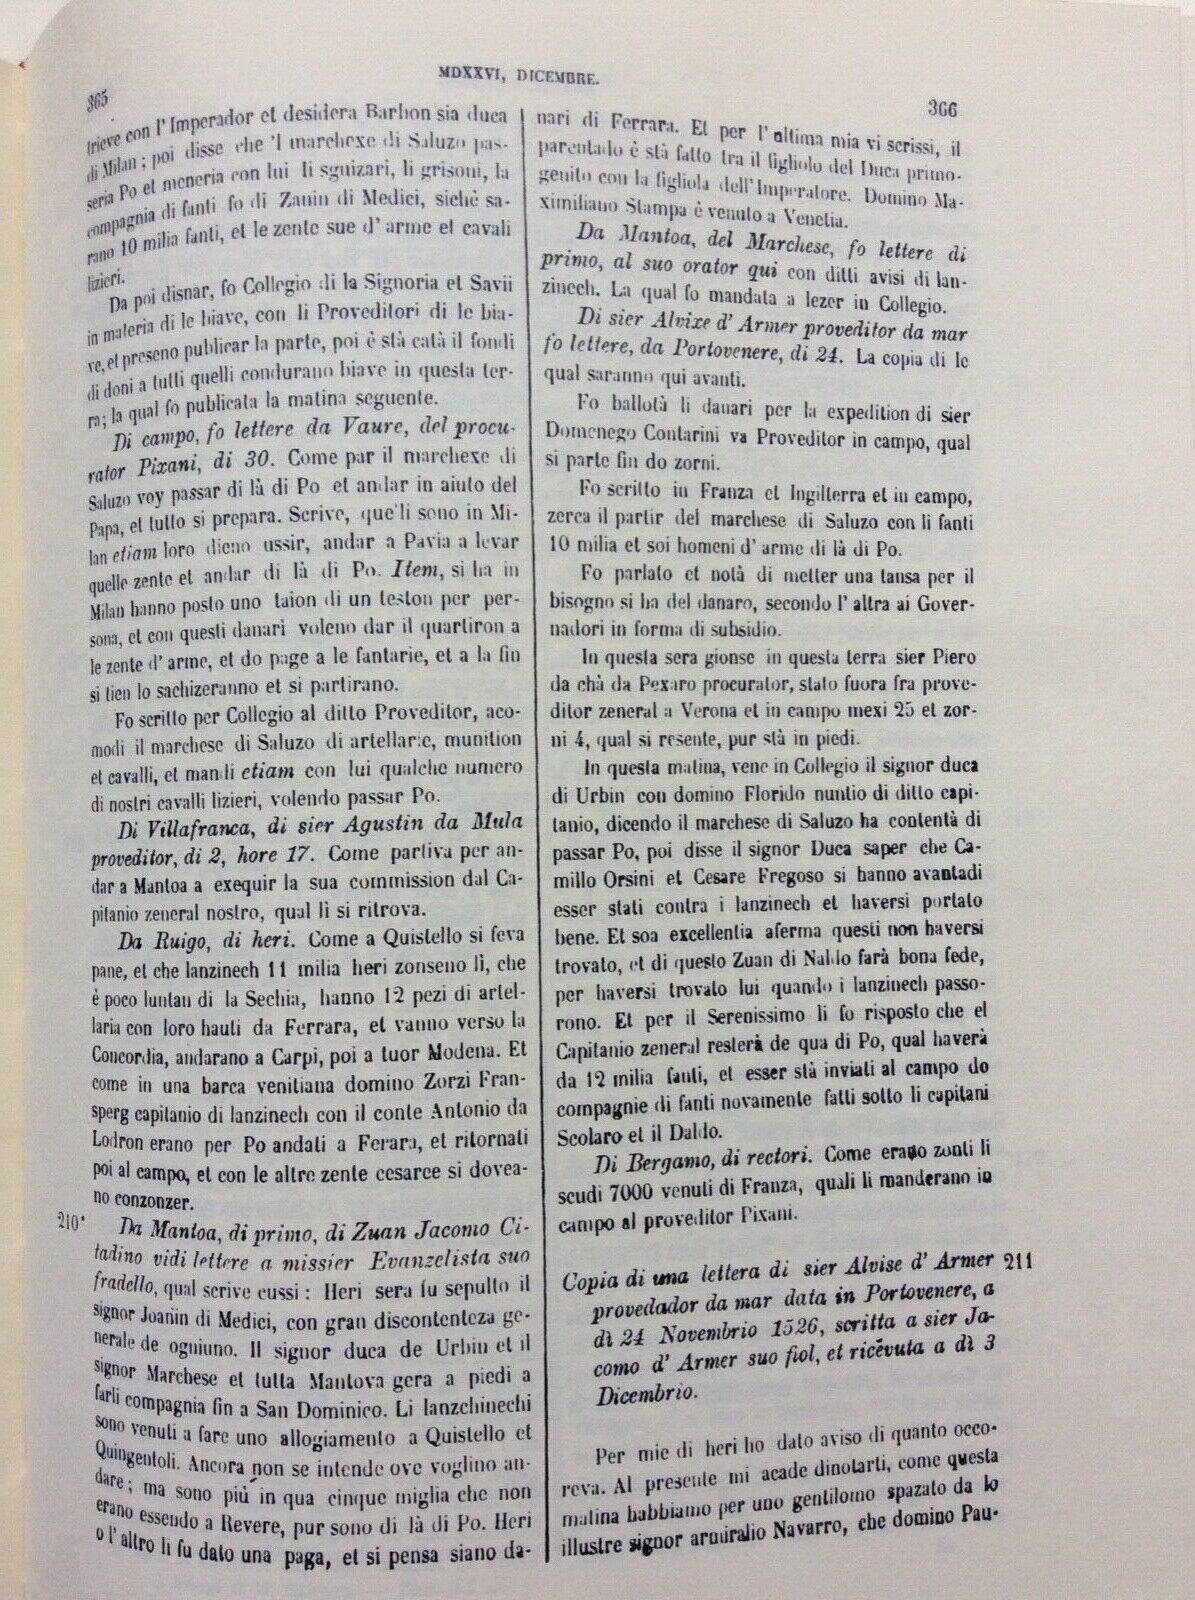 MDXXVI, DICEMBRE.
365
trieve con l'Imperador et desidera Barbon sia duca
di Milan; poi disse che 'l marchexe di Saluzo pas-
seria Po et meneria con lui li sguizari, li grisoni, la
compagnia di fanti fo di Zanin di Medici, sichè sa-
rano 10 milia fanti, et le zente sue d'arme et cavali
lizieri.
Da poi disnar, fo Collegio di la Signoria et Savii
in materia di le biave, con li Proveditori di le bia-
ve, et preseno publicar la parte, poi è stà catà il fondi
di doni a tutti quelli condurano biave in questa ter-
ra; la qual fo publicata la matina seguente.
Di campo, fo lettere da Vaure, del procu-
rator Pixani, di 30. Come par il marchexe di
Saluzo voy passar di là di Po et andar in aiuto del
Papa, et tutto si prepara. Scrive, que'li sono in Mi-
lan etiam loro dieno ussir, andar a Pavia a levar
quelle zente et andar di là di Po. Item, si ha in
Milan hanno posto uno taion di un teston per per-
sona, et con questi danari voleno dar il quartiron a
le zente d'arme, et do page a le fantarie, et a la fin
si tien lo sachizeranno et si partirano.
Fo scritto per Collegio al ditto Proveditor, aco-
modi il marchese di Saluzo di artellarie, munition
et cavalli, et mandi etiam con lui qualche numero
di nostri cavalli lizieri, volendo passar Po.
Di Villafranca, di sier Agustin da Mula
proveditor, di 2, hore 17. Come partiva per an-
dar a Mantoa a exequir la sua commission dal Ca-
pitanio zeneral nostro, qual lì si ritrova.
Da Ruigo, di heri. Come a Quistello si feva
pane, et che lanzinech 11 milia heri zonseno lì, che
è poco luntan di la Sechia, hanno 12 pezi di artel-
laria con loro hauti da Ferrara, et vanno verso la
Concordia, andarano a Carpi, poi a tuor Modena. Et
come in una barca venitiana domino Zorzi Fran-
sperg capitanio di lanzinech con il conte Antonio da
Lodron erano per Po andati a Ferara, et ritornati
poi al campo, et con le altre zente cesaree si dovea-
no conzonzer.
210*
Da Mantoa, di primo, di Zuan Jacomo Ci-
tadino vidi lettere a missier Evanzelista suo
fradello, qual scrive cussì: Heri sera fu sepulto il
signor Joanin di Medici, con gran discontenteza ge-
nerale de ogniuno. Il signor duca de Urbin et il
signor Marchese et tutta Mantova gera a piedi a
farli compagnia fin a San Dominico. Li lanzchinechi
sono venuti a fare uno allogiamento a Quistello et
Quingentoli. Ancora non se intende ove voglino an-
dare; ma sono più in qua cinque miglia che non
erano essendo a Revere, pur sono di là di Po. Heri
o l'altro li fu dato una paga, et si pensa siano da-
366
nari di Ferrara. Et per l'ultima mia vi scrissi, il
parentado è stà fatto tra il figliolo del Duca primo-
genito con la figliola dell'Imperatore. Domino Ma-
ximiliano Stampa è venuto a Venetia.
Da Mantoa, del Marchese, fo lettere di
primo, al suo orator qui con ditti avisi di lan-
zinech. La qual fo mandata a lezer in Collegio.
Di sier Alvixe d'Armer proveditor da mar
fo lettere, da Portovenere, di 24. La copia di le
qual saranno qui avanti.
Fo ballotà li danari per la expedition di sier
Domenego Contarini va Proveditor in campo, qual
si parte fin do zorni.
Fo scritto in Franza et Ingilterra et in campo,
zerca il partir del marchese di Saluzo con li fanti
10 milia et soi homeni d'arme di là di Po.
Fo parlato et notà di metter una tansa per il
bisogno si ha del danaro, secondo l'altra ai Gover-
nadori in forma di subsidio.
In questa sera gionse in questa terra sier Piero
da chà da Pexaro procurator, stato fuora fra prove-
ditor zeneral a Verona et in campo mexi 25 et zor-
ni 4, qual si resente, pur stà in piedi.
In questa matina, vene in Collegio il signor duca
di Urbin con domino Florido nuntio di ditto capi-
tanio, dicendo il marchese di Saluzo ha contentà di
passar Po, poi disse il signor Duca saper che Ca-
millo Orsini et Cesare Fregoso si hanno avantadi
esser stati contra i lanzinech et haversi portato
bene. Et soa excellentia aferma questi non haversi
trovato, et di questo Zuan di Naldo farà bona fede,
per haversi trovato lui quando i lanzinech passo-
rono. Et per il Serenissimo li fo risposto che el
Capitanio zeneral resterà de qua di Po, qual haverà
da 12 milia fanti, et esser stà inviati al campo do
compagnie di fanti novamente fatti sotto li capitani
Scolaro et il Daldo.
Di Bergamo, di rectori. Come erano zonti li
scudi 7000 venuti di Franza, quali li manderano in
campo al proveditor Pixani.
Copia di una lettera di sier Alvise d'Armer
211
provedador da mar data in Portovenere, a
dì 24 Novembrio 1526, scritta a sier Ja-
como d'Armer suo fiol, et ricevuta a dì 3
Dicembrio.
Per mie di heri ho dato aviso di quanto occo-
reva. Al presente mi acade dinotarti, come questa
matina habbiamo per uno gentilomo spazato da lo
illustre signor armiralio Navarro, che domino Pau-